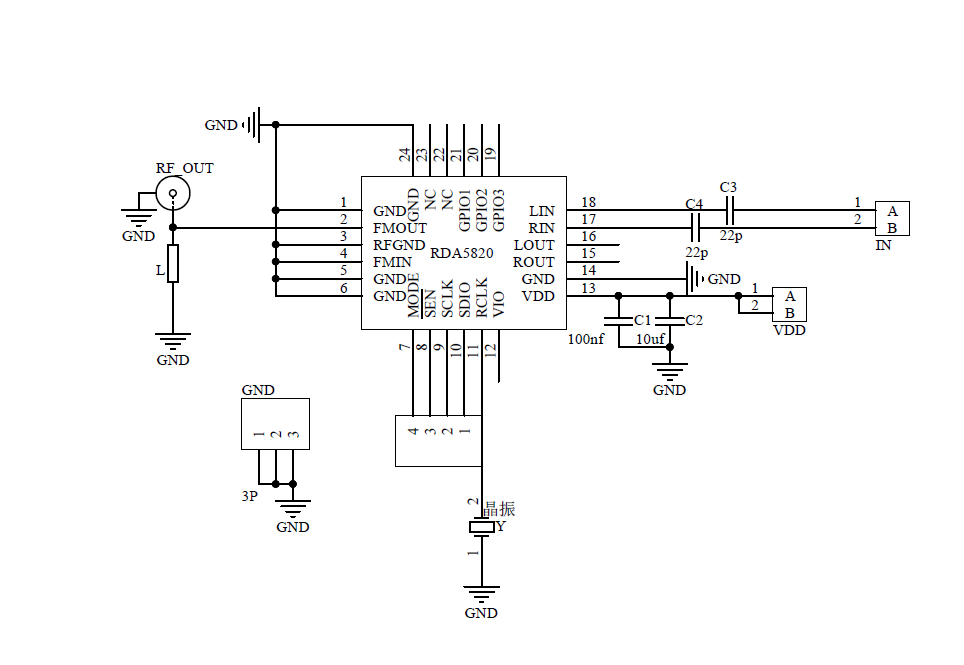 GND
24
23
22
21
20
19
RF_OUT
GND
1
2
3
4
5
6
GND
FMOUT
RFGND
FMIN
GND
GND
GND
NC
NC
GPIO1
GPIO2
GPIO3
RDA5820
MODE
SEN
SCLK
SDIO
RCLK
VIO
LIN
RIN
LOUT
ROUT
GND
VDD
18
17
16
15
14
13
C3
C4
22p
22p
1
2
A
B
IN
GND
1
2
A
B
VDD
C1
C2
100nf
10uf
GND
L
GND
7
8
9
10
11
12
GND
1
2
3
3P
GND
4
3
2
1
2
晶振
Y
1
GND